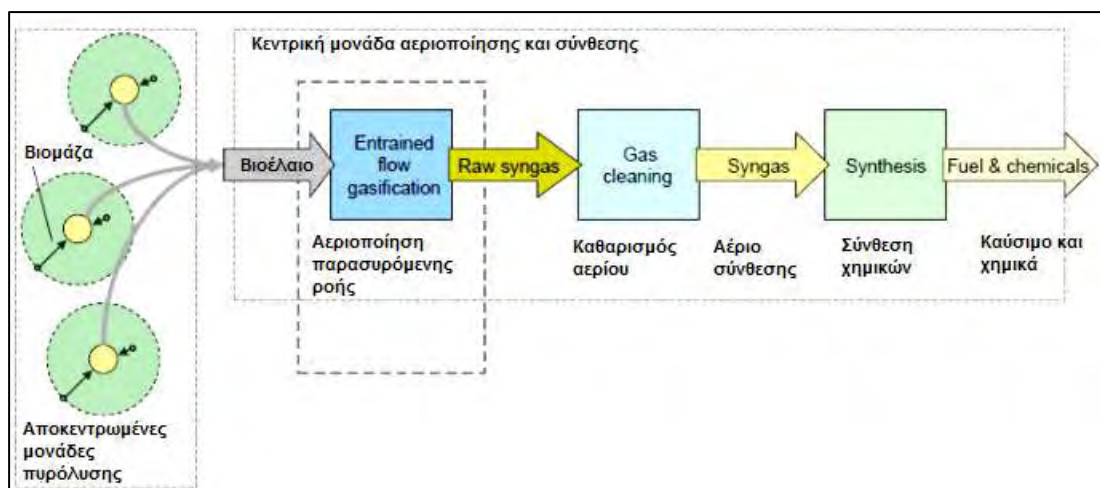 Κεντρική μονάδα αεριοποίησης και σύνθεσης
Βιομάζα
Βιοέλαιο
Entrained
flow
gasification
Raw syngas
Gas
cleaning
Syngas
Synthesis
Fuel & chemicals
Αεριοποίηση
παρασυρόμενης
ροής
Καθαρισμός
αερίου
Αέριο
σύνθεσης
Σύνθεση
χημικών
Καύσιμο και
χημικά
Αποκεντρωμένες
μονάδες
πυρόλυσης